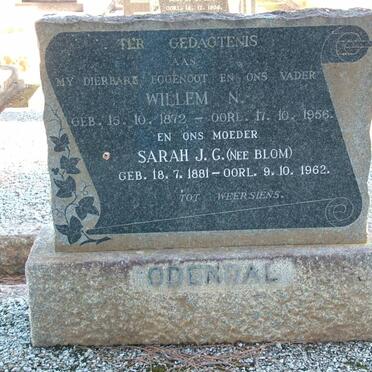 TER GEDAGTENIS
AAN
MY DIERBARE EGGENOOT EN ONS VADER
WILLEM N.
GEB. 15. 10. 1872 – OORL. 17. 10. 1956.
EN ONS MOEDER
SARAH J. C. (NEE BLOM)
GEB. 18. 7. 1881 – OORL. 9. 10. 1962.
TOT WEERSIENS.
ODENDAL